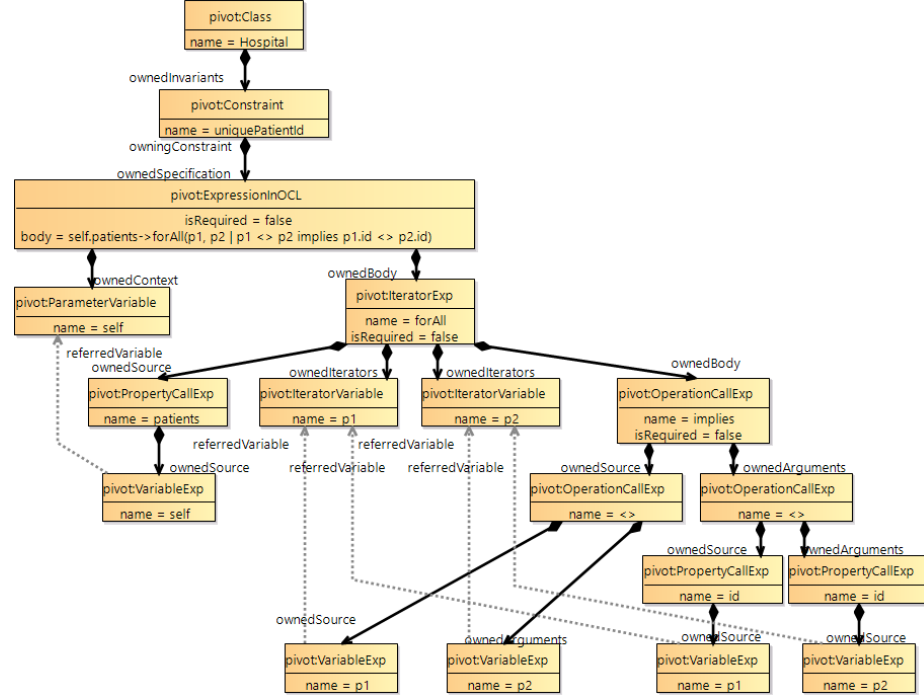 pivot:Class
name = Hospital
ownedInvariants
pivot:Constraint
name = uniquePatientId
owningConstraint
ownedSpecification
pivot:ExpressionInOCL
isRequired = false
body = self.patients->forAll(p1, p2 | p1 <> p2 implies p1.id <> p2.id)
ownedContext
ownedBody
pivot:ParameterVariable
name = self
pivot:IteratorExp
name = forAll
isRequired = false
referredVariable
ownedSource
ownedIterators
ownedIterators
ownedBody
pivot:PropertyCallExp
name = patients
pivot:IteratorVariable
name = p1
pivot:IteratorVariable
name = p2
pivot:OperationCallExp
name = implies
isRequired = false
referredVariable
referredVariable
ownedSource
referredVariable
referredVariable
ownedSource
ownedArguments
pivot:VariableExp
name = self
pivot:OperationCallExp
name = <>
pivot:OperationCallExp
name = <>
ownedSource
ownedArguments
pivot:PropertyCallExp
name = id
pivot:PropertyCallExp
name = id
ownedSource
ownedArguments
ownedSource
ownedSource
pivot:VariableExp
name = p1
pivot:VariableExp
name = p2
pivot:VariableExp
name = p1
pivot:VariableExp
name = p2